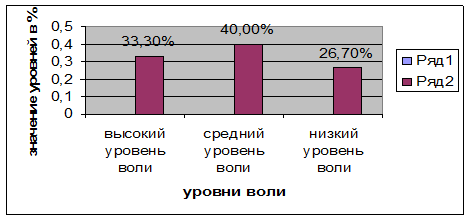 значение уровней в %
0,5
0,4
0,3
0,2
0,1
0
33,30%
40,00%
26,70%
высокий уровень воли
средний уровень воли
низкий уровень воли
уровни воли
Ряд1
Ряд2